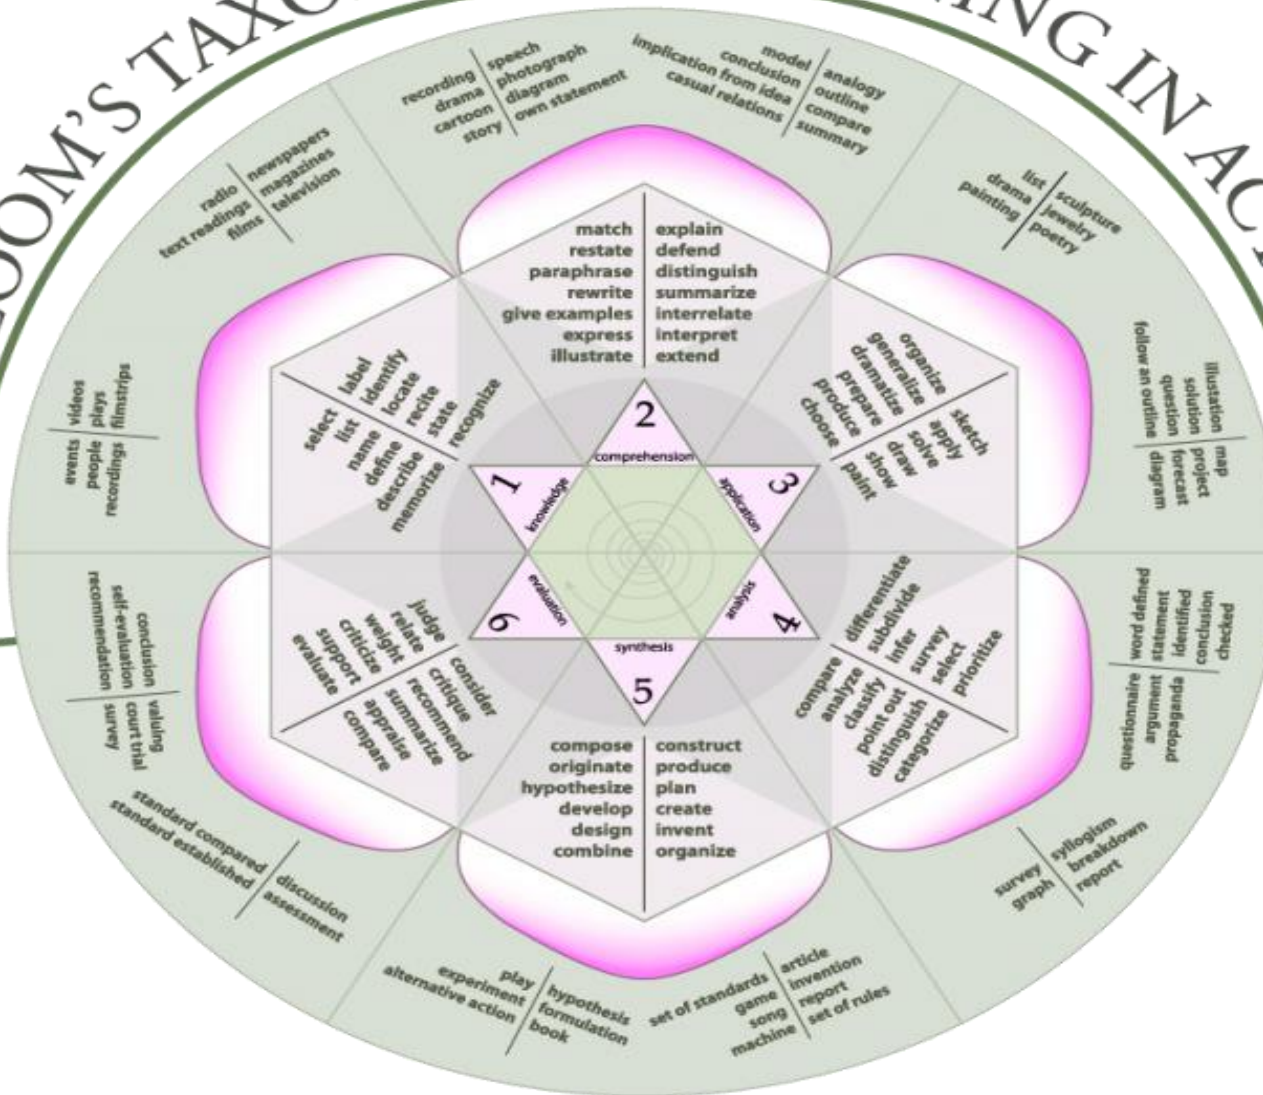 OOM'S TAXO
ING IN AC
recording
drama
cartoon
story
speech
photograph
diagram
own statement
model
conclusion
implication from idea
casual relations
analogy
outline
compare
summary
radio
text readings
films
newspapers
magazines
television
list
drama
painting
sculpture
jewelry
poetry
videos
plays
filmstrips
events
people
recordings
illustation
solution
question
follow an outline
map
project
forecast
diagram
match
restate
paraphrase
rewrite
give examples
express
illustrate
explain
defend
distinguish
summarize
interrelate
interpret
extend
label
identify
locate
recite
state
recognize
select
list
name
define
describe
memorize
organize
generalize
dramatize
prepare
produce
choose
sketch
apply
solve
draw
show
paint
1
knowledge
2
comprehension
3
application
4
analysis
5
synthesis
6
evaluation
judge
relate
weight
criticize
support
evaluate
consider
critique
recommend
summarize
appraise
compare
differentiate
subdivide
infer
survey
select
prioritize
compare
analyze
classify
point out
distinguish
categorize
compose
originate
hypothesize
develop
design
combine
construct
produce
plan
create
invent
organize
conclusion
self-evaluation
recommendation
valuing
court trial
survey
word defined
statement
identified
conclusion
checked
questionnaire
argument
propaganda
standard compared
standard established
discussion
assessment
survey
graph
syllogism
breakdown
report
play
experiment
alternative action
hypothesis
formulation
book
set of standards
game
song
machine
article
invention
report
set of rules